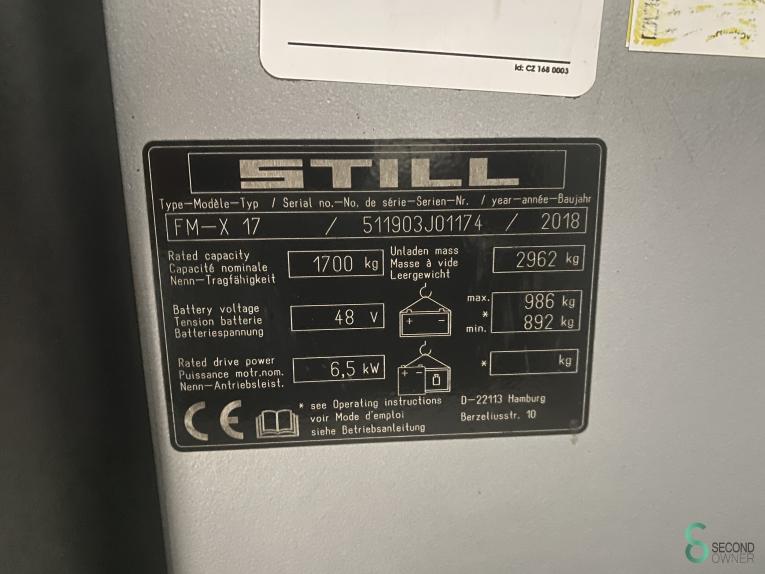 Id: CZ 168 0003
STILL
Type-Modèle-Typ / Serial no.-No. de série-Serien-Nr. / year-année-Baujahr
FM-X 17 / 511903J01174 / 2018
Rated capacity
Capacité nominale
Nenn-Tragfähigkeit
1700 kg
Unladen mass
Masse à vide
Leergewicht
2962 kg
Battery voltage
Tension batterie
Batteriespannung
48 V
+ -
max. 986 kg
*
min. 892 kg
Rated drive power
Puissance motr.nom.
Nenn-Antriebsleist.
6,5 kW
+ -
* kg
CE
* see Operating instructions
voir Mode d'emploi
siehe Betriebsanleitung
D-22113 Hamburg
Berzeliusstr. 10
SECOND
OWNER